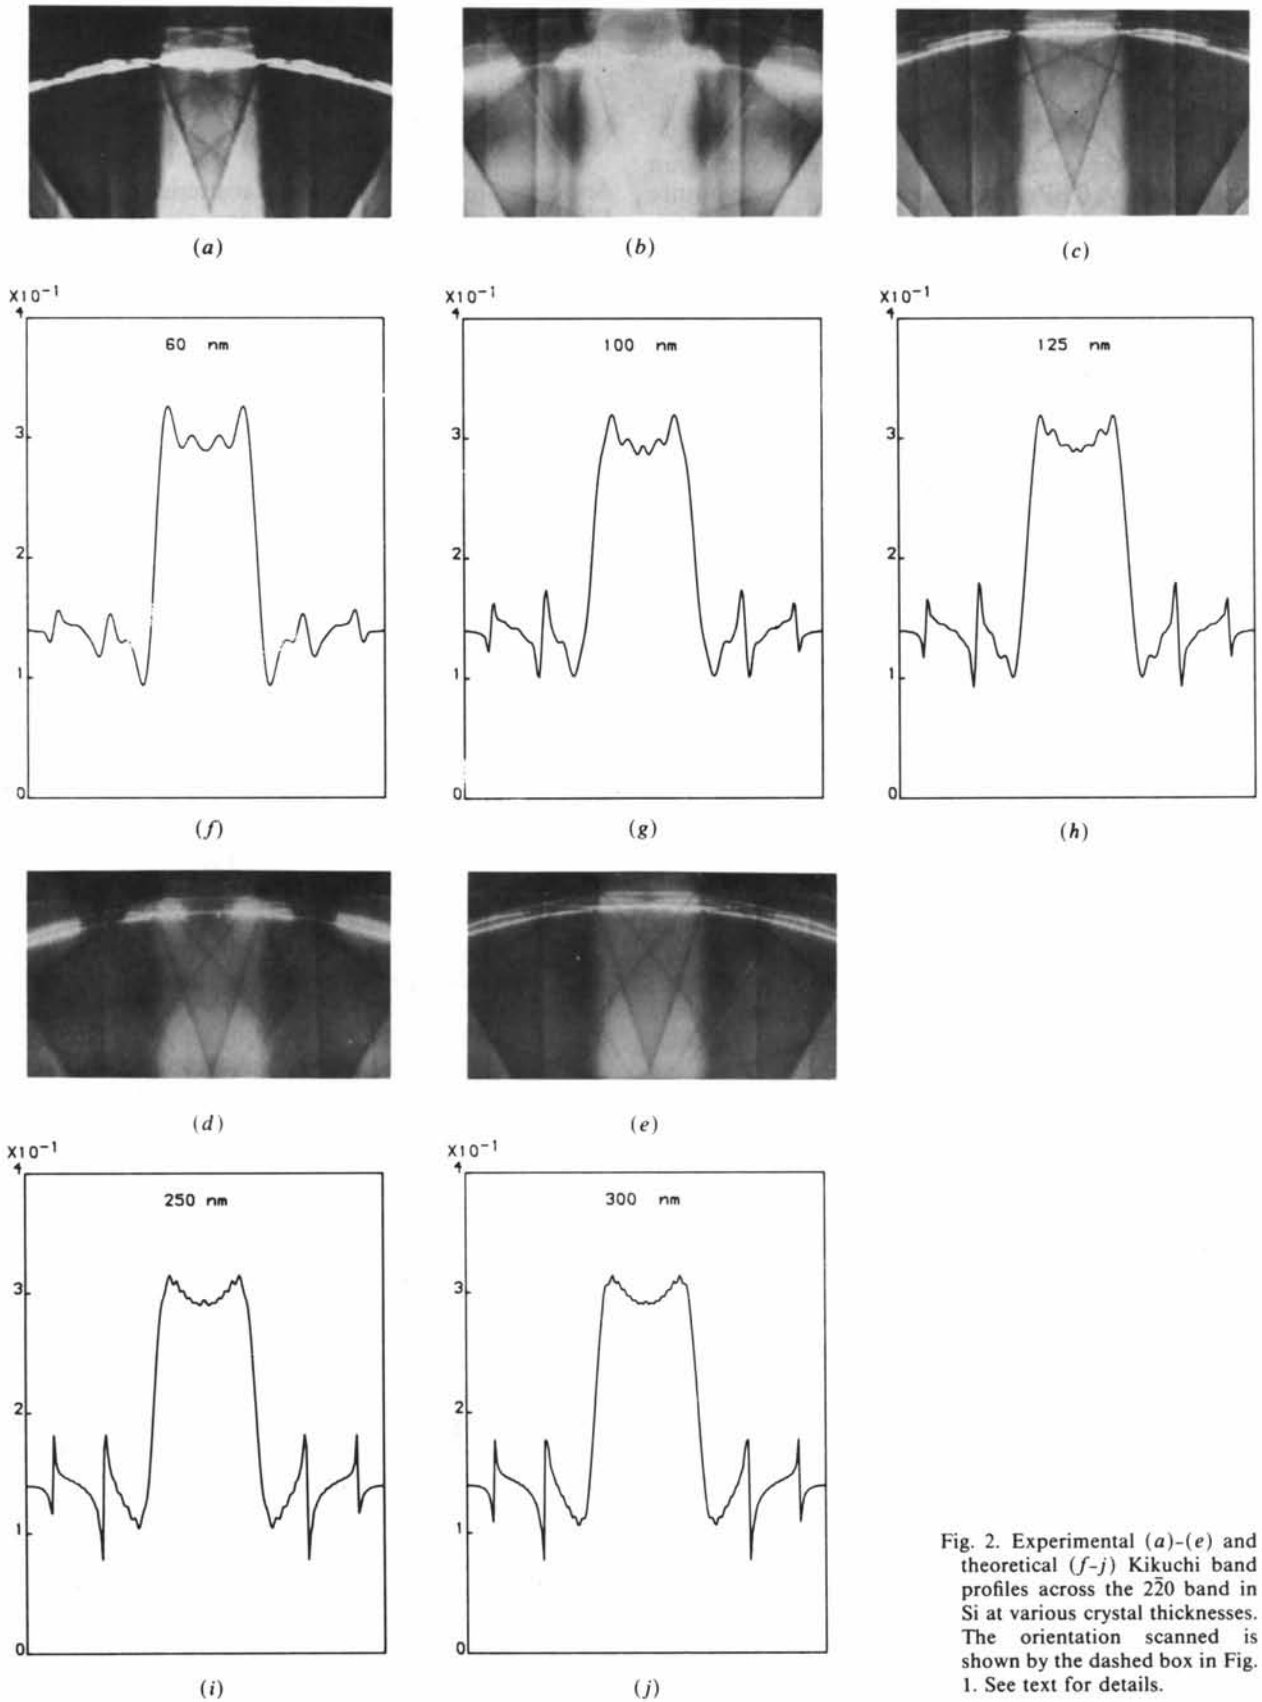 (a)
(b)
(c)
X10⁻¹
4
60 nm
3
2
1
0
(f)
X10⁻¹
4
100 nm
3
2
1
0
(g)
X10⁻¹
4
125 nm
3
2
1
0
(h)
(d)
(e)
X10⁻¹
4
250 nm
3
2
1
0
(i)
X10⁻¹
4
300 nm
3
2
1
0
(j)
Fig. 2. Experimental (a)-(e) and
theoretical (f-j) Kikuchi band
profiles across the 22̄0 band in
Si at various crystal thicknesses.
The orientation scanned is
shown by the dashed box in Fig.
1. See text for details.